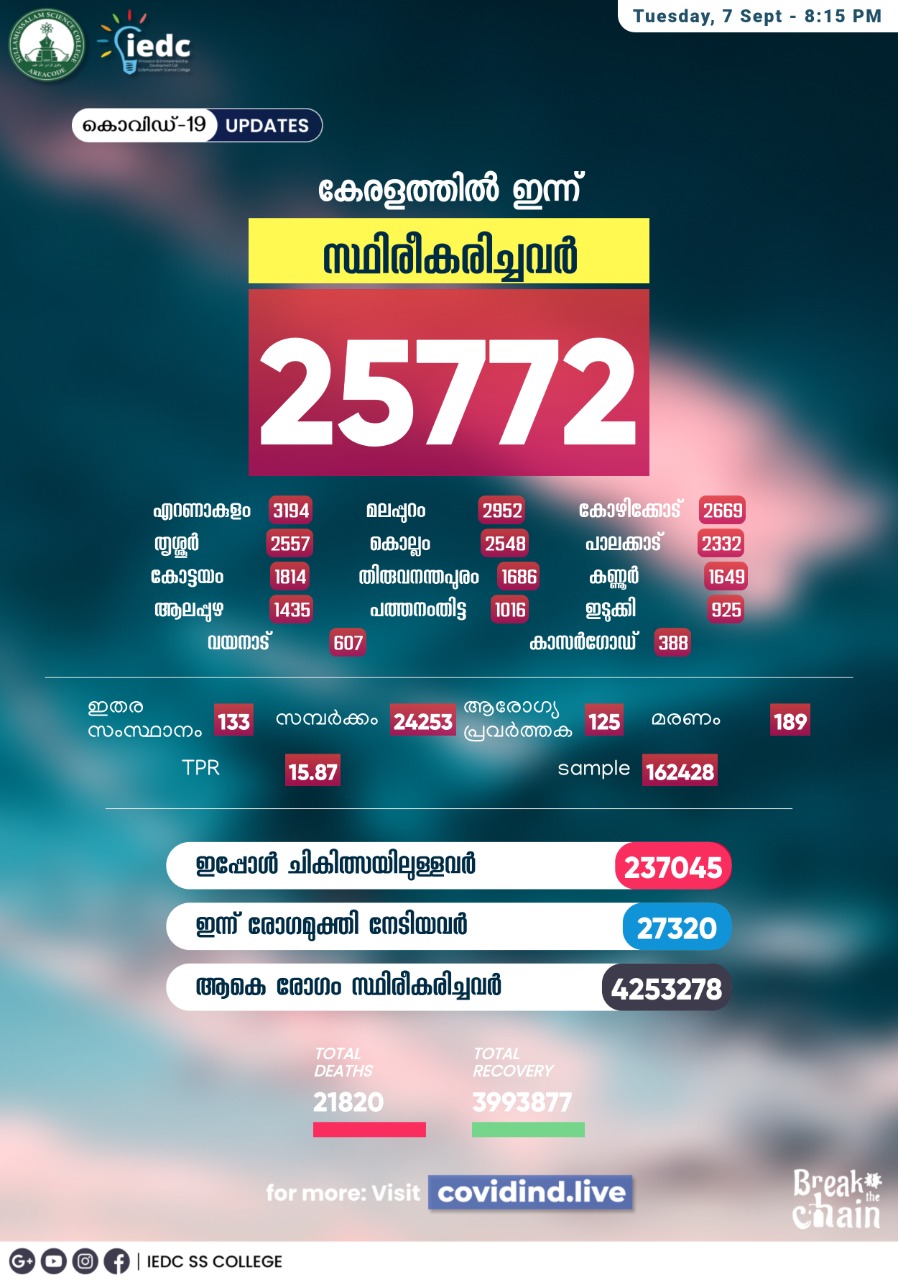 Tuesday, 7 Sept - 8:15 PM
SULLAMUSSALAM SCIENCE COLLEGE
AREACODE
iedc
കൊവിഡ്-19 UPDATES
കേരളത്തിൽ ഇന്ന്
സ്ഥിരീകരിച്ചവർ
25772
എറണാകുളം 3194 മലപ്പുറം 2952 കോഴിക്കോട് 2669
തൃശ്ശൂർ 2557 കൊല്ലം 2548 പാലക്കാട് 2332
കോട്ടയം 1814 തിരുവനന്തപുരം 1686 കണ്ണൂർ 1649
ആലപ്പുഴ 1435 പത്തനംതിട്ട 1016 ഇടുക്കി 925
വയനാട് 607 കാസർഗോഡ് 388
ഇതര
സംസ്ഥാനം 133 സമ്പർക്കം 24253 ആരോഗ്യ
പ്രവർത്തക 125 മരണം 189
TPR 15.87 sample 162428
ഇപ്പോൾ ചികിത്സയിലുള്ളവർ 237045
ഇന്ന് രോഗമുക്തി നേടിയവർ 27320
ആകെ രോഗം സ്ഥിരീകരിച്ചവർ 4253278
TOTAL
DEATHS
21820
TOTAL
RECOVERY
3993877
for more: Visit covidind.live
Break
the
chain
G+ f | IEDC SS COLLEGE